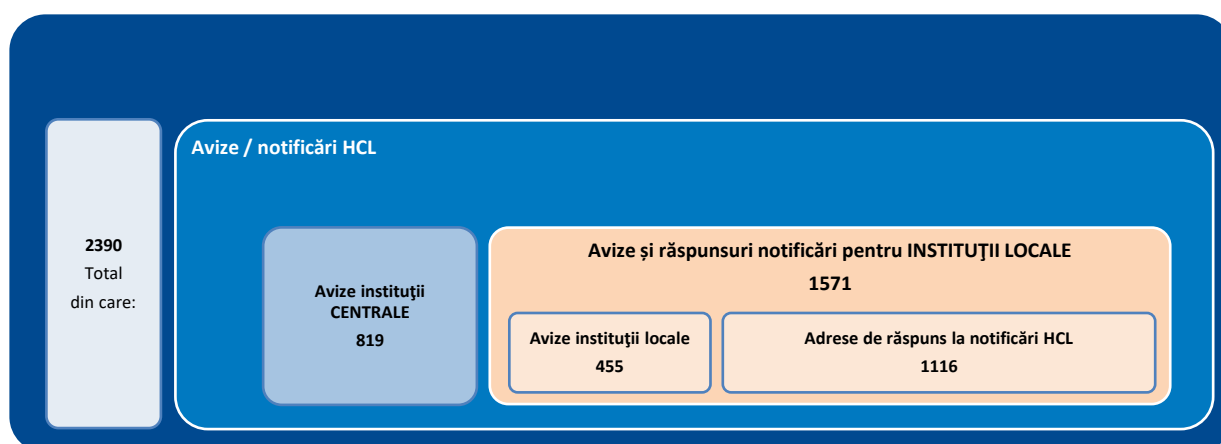 Avize / notificări HCL
2390
Total
din care:
Avize instituţii
CENTRALE
819
Avize și răspunsuri notificări pentru INSTITUŢII LOCALE
1571
Avize instituţii locale
455
Adrese de răspuns la notificări HCL
1116